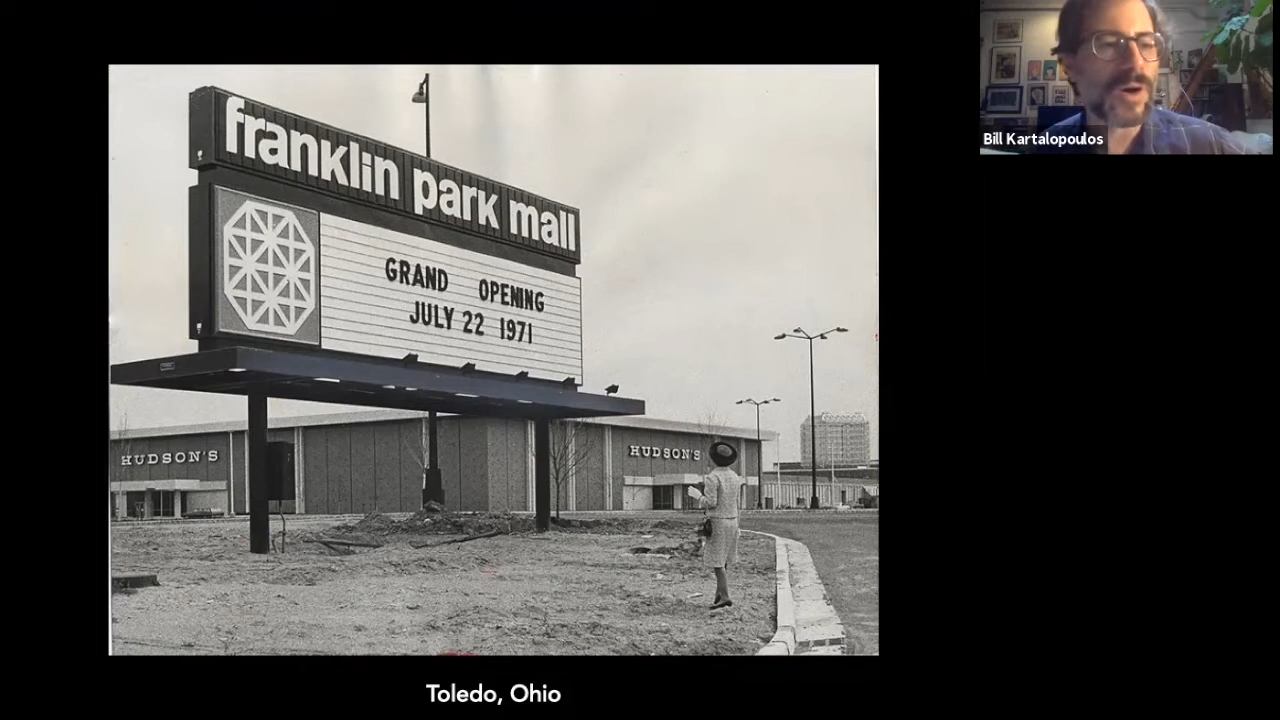 franklin park mall
GRAND OPENING
JULY 22 1971
HUDSON'S
HUDSON'S
Bill Kartalopoulos
Toledo, Ohio